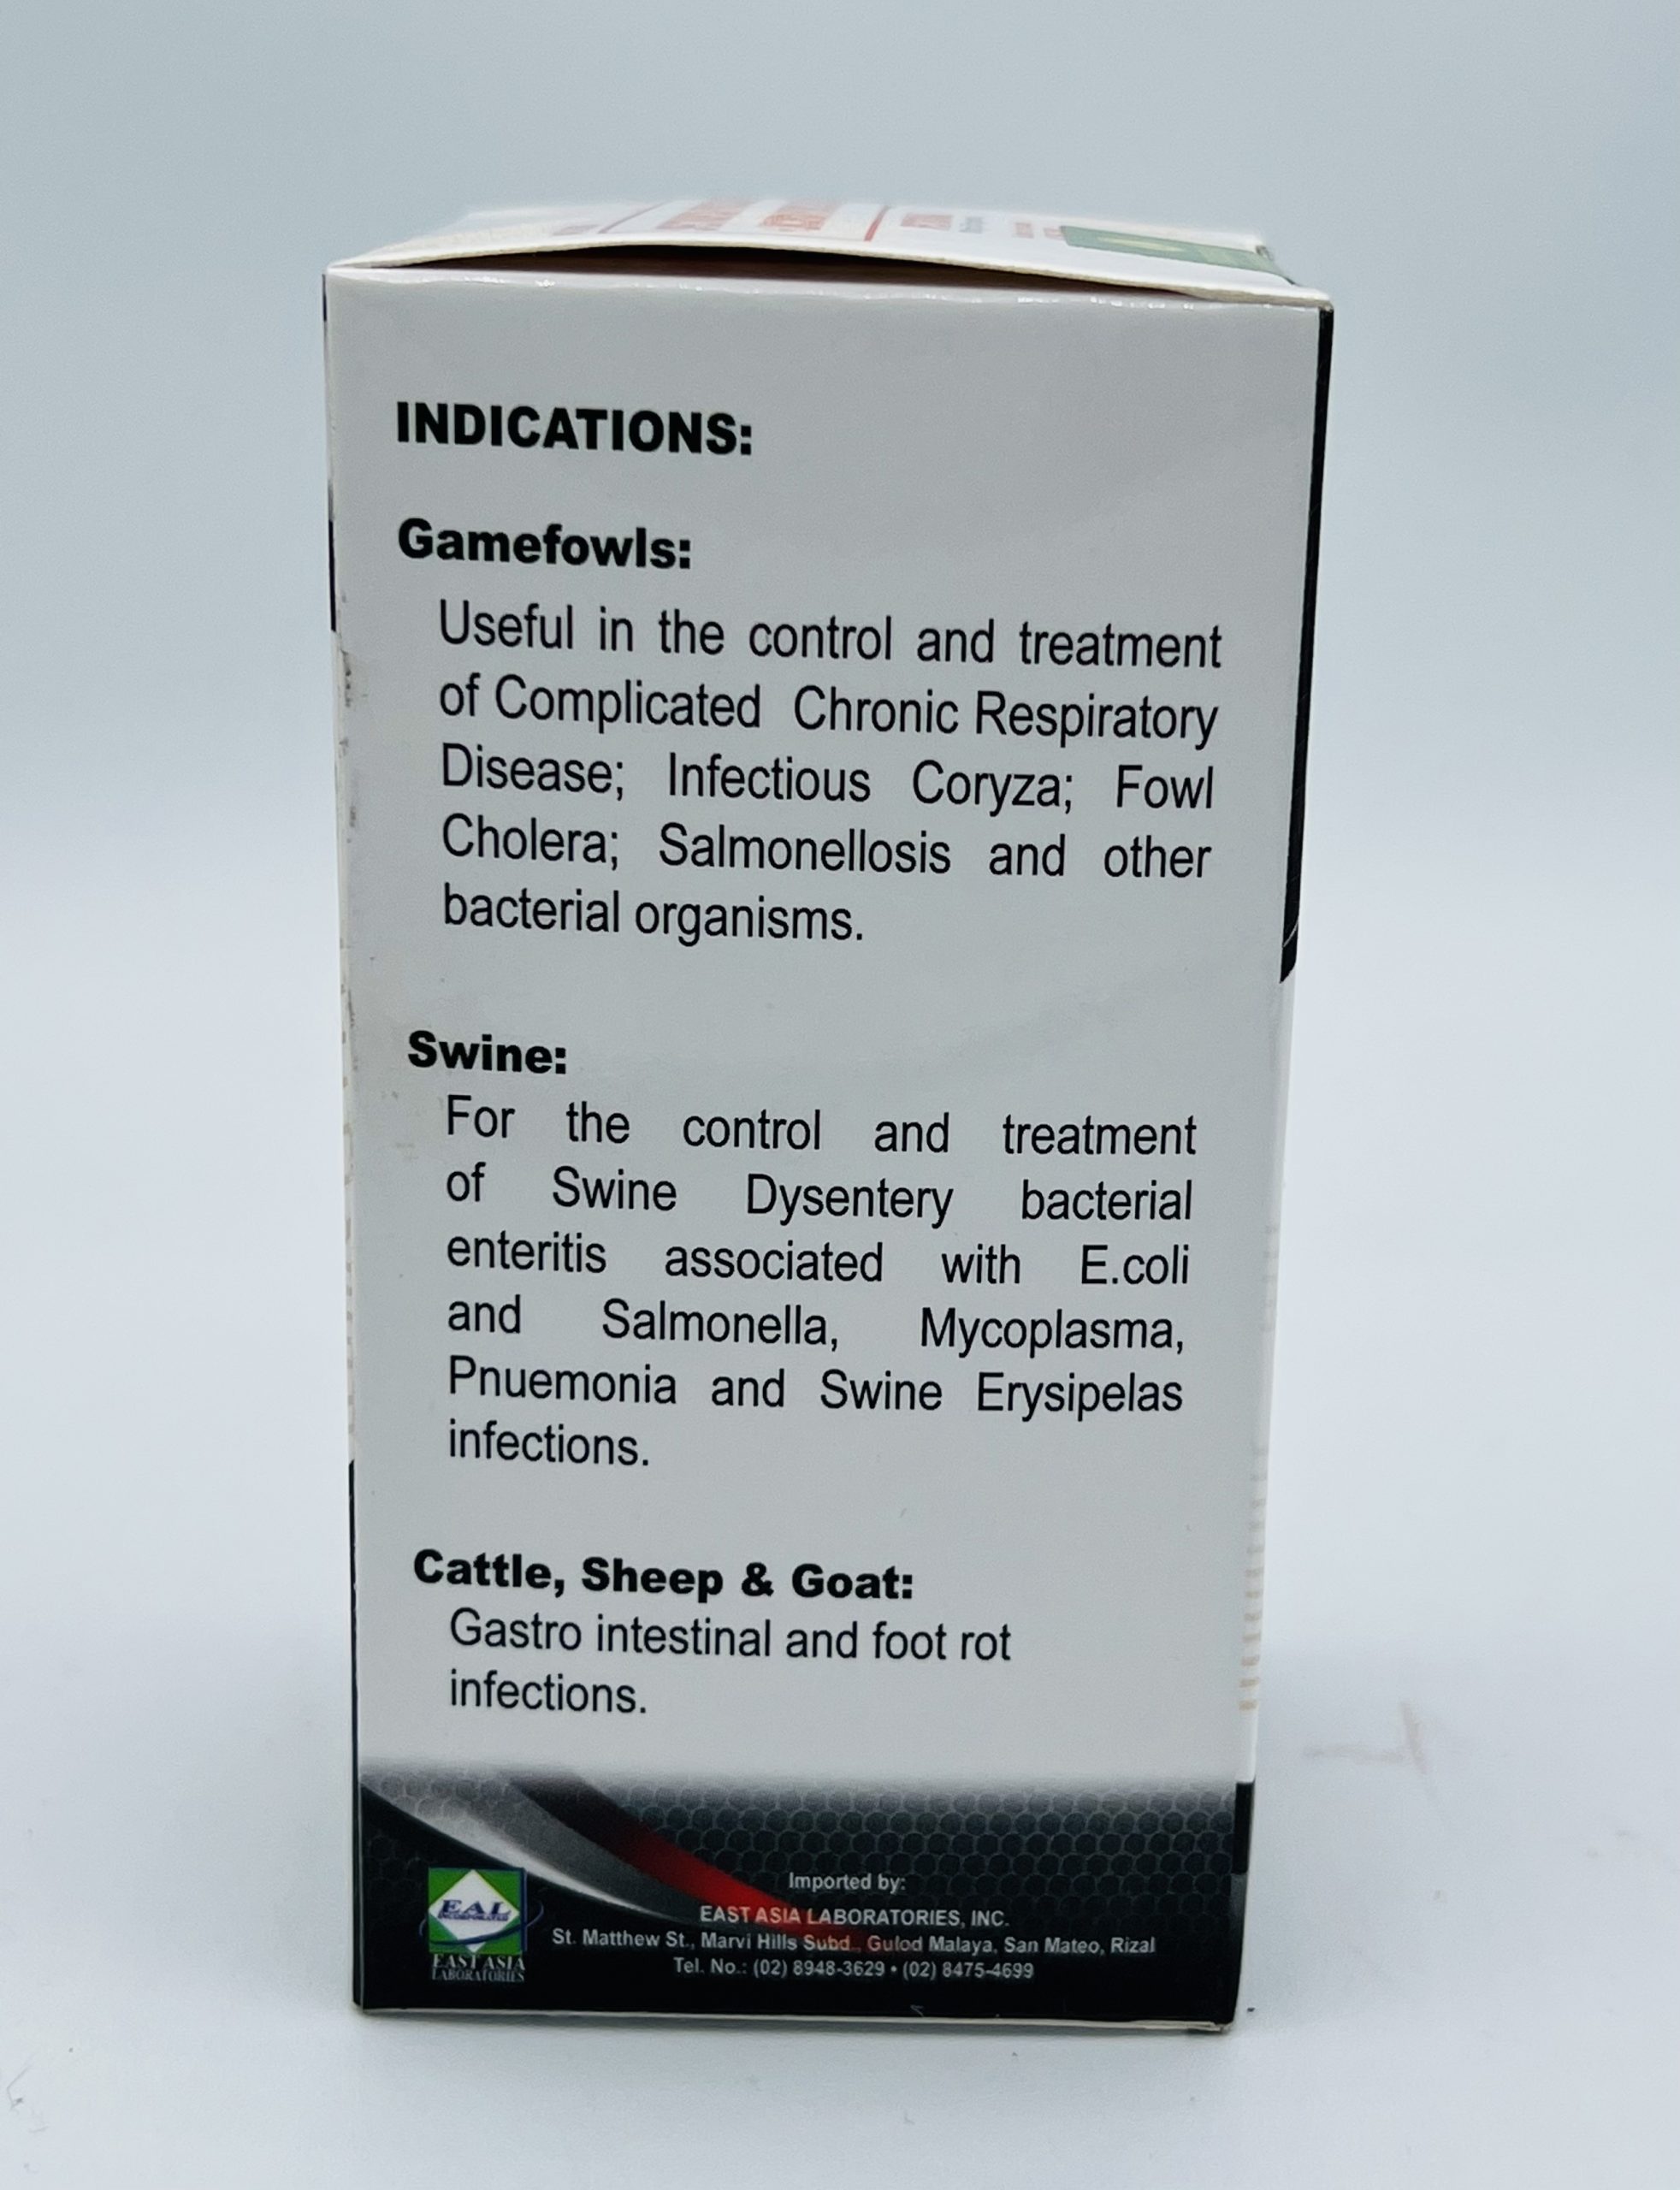 INDICATIONS:
Gamefowls:
Useful in the control and treatment
of Complicated Chronic Respiratory
Disease; Infectious Coryza; Fowl
Cholera; Salmonellosis and other
bacterial organisms.
Swine:
For the control and treatment
of Swine Dysentery bacterial
enteritis associated with E.coli
and Salmonella, Mycoplasma,
Pnuemonia and Swine Erysipelas
infections.
Cattle, Sheep & Goat:
Gastro intestinal and foot rot
infections.
Imported by:
EAST ASIA LABORATORIES, INC.
St. Matthew St., Marvi Hills Subd., Gulod Malaya, San Mateo, Rizal
Tel. No.: (02) 8948-3629 • (02) 8475-4699
EAL
EAST ASIA
LABORATORIES